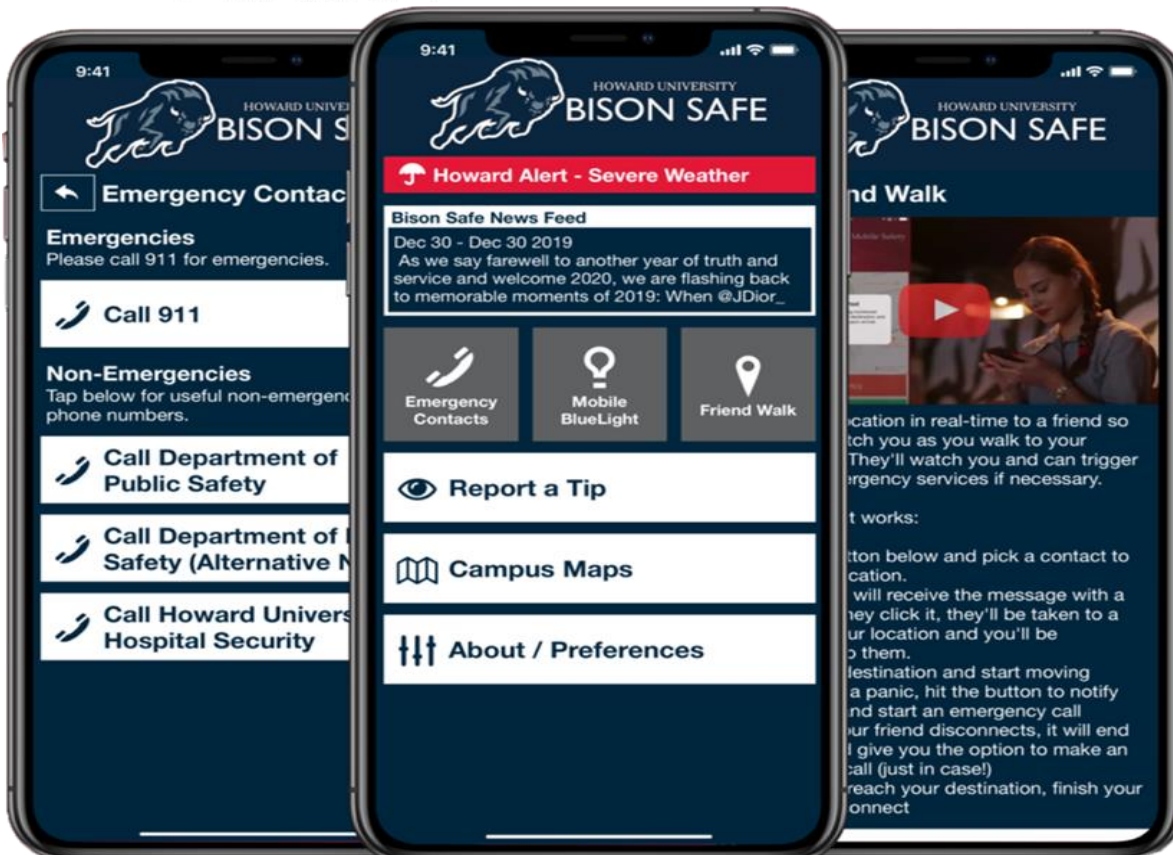 9:41
HOWARD UNIVE
BISON S
Emergency Contac
Emergencies
Please call 911 for emergencies.
Call 911
Non-Emergencies
Tap below for useful non-emergenc
phone numbers.
Call Department of
Public Safety
Call Department of
Safety (Alternative N
Call Howard Univers
Hospital Security
9:41
HOWARD UNIVERSITY
BISON SAFE
Howard Alert - Severe Weather
Bison Safe News Feed
Dec 30 - Dec 30 2019
As we say farewell to another year of truth and
service and welcome 2020, we are flashing back
to memorable moments of 2019: When @JDior_
Emergency
Contacts
Mobile
BlueLight
Friend Walk
Report a Tip
Campus Maps
About / Preferences
HOWARD UNIVERSITY
BISON SAFE
nd Walk
Mobile Safety
cation in real-time to a friend so
tch you as you walk to your
They'll watch you and can trigger
ergency services if necessary.
t works:
tton below and pick a contact to
cation.
will receive the message with a
hey click it, they'll be taken to a
ur location and you'll be
o them.
destination and start moving
a panic, hit the button to notify
nd start an emergency call
ur friend disconnects, it will end
give you the option to make an
call (just in case!)
reach your destination, finish your
onnect